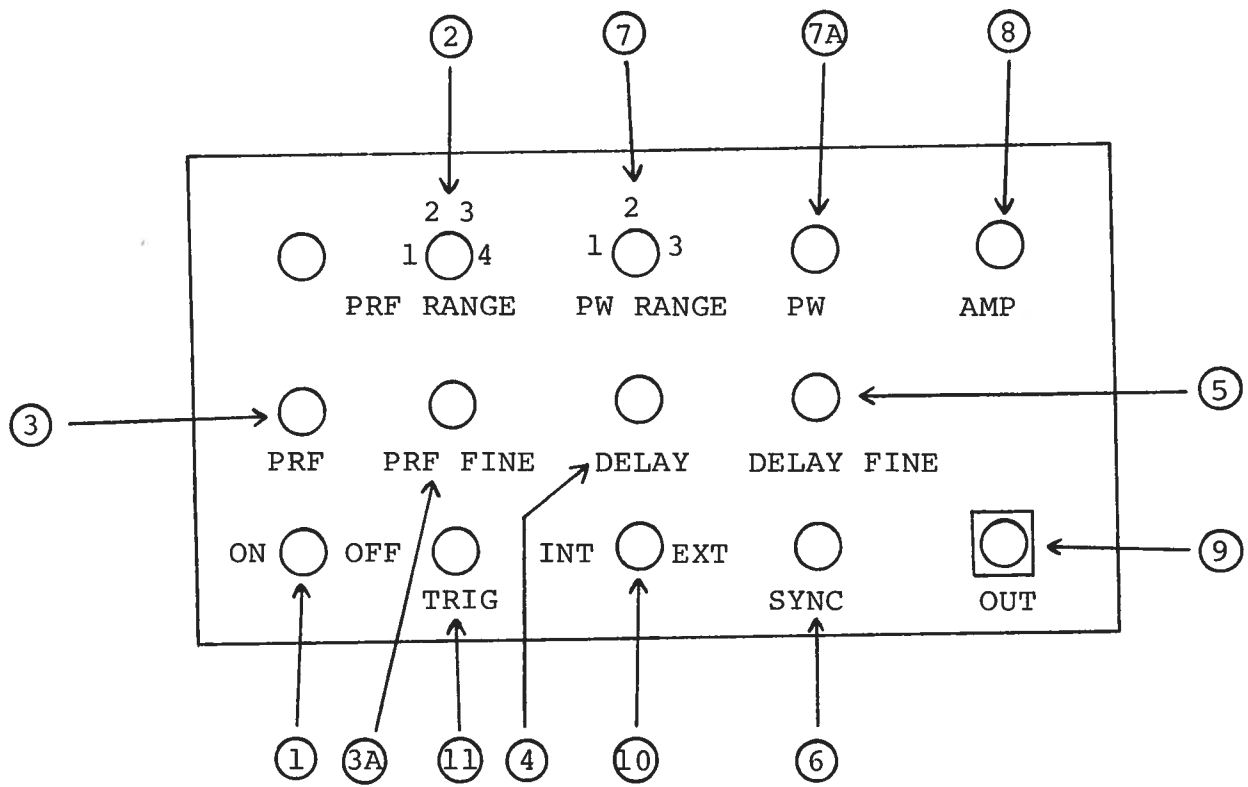 2 7 7A 8
2 3 2
1 4 1 3
PRF RANGE PW RANGE PW AMP
3 5
PRF PRF FINE DELAY DELAY FINE
ON OFF INT EXT 9
TRIG SYNC OUT
1 3A 11 4 10 6